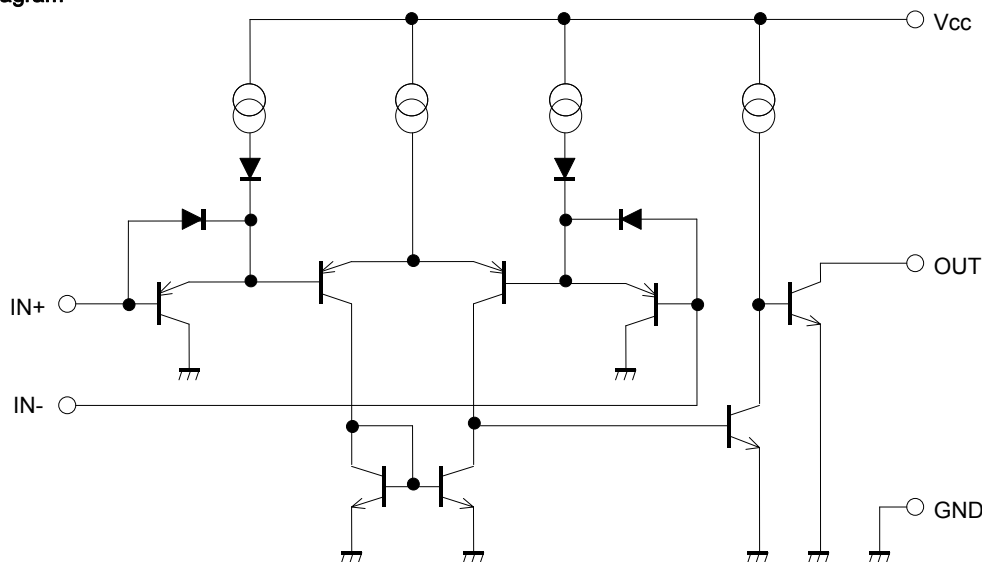 Vcc
OUT
IN+
IN-
GND